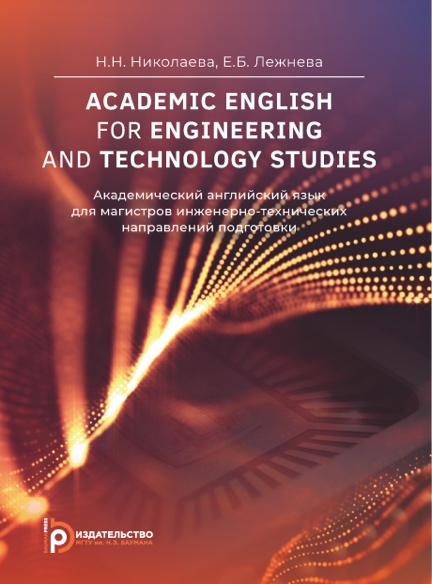 Н.Н. Николаева, Е.Б. Лежнева
ACADEMIC ENGLISH
FOR ENGINEERING
AND TECHNOLOGY STUDIES
Академический английский язык
для магистров инженерно-технических
направлений подготовки
ИЗДАТЕЛЬСТВО
МГТУ им. Н.Э. БАУМАНА